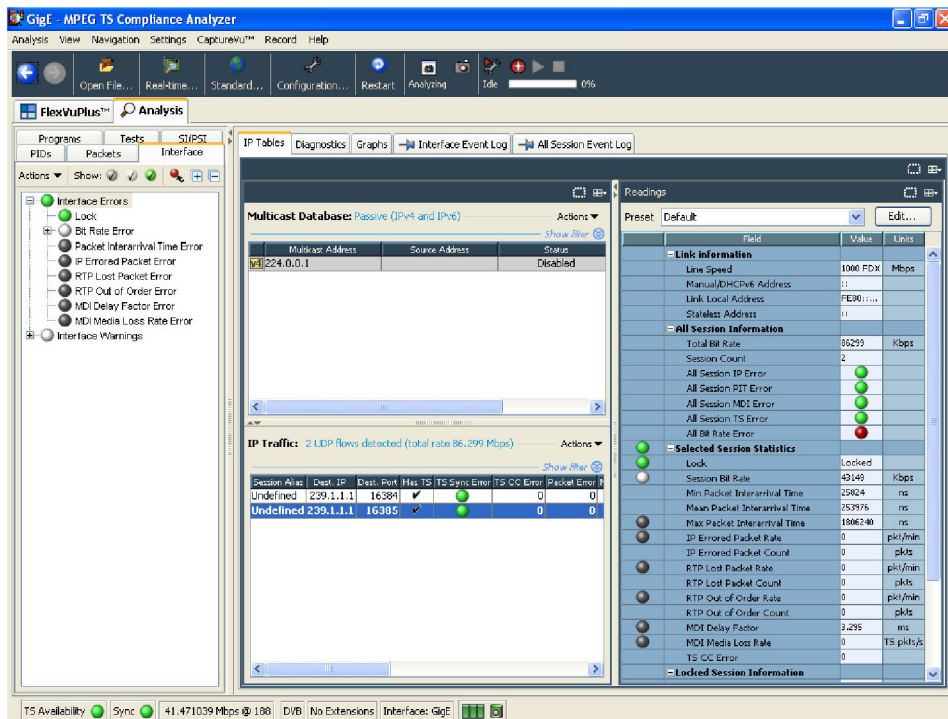 GigE - MPEG TS Compliance Analyzer
Analysis View Navigation Settings CaptureVu™ Record Help
Open File... Real-time... Standard... Configuration... Restart Analyzing Idle 0%
FlexVuPlus™ Analysis
Programs Tests SI/PSI
PIDs Packets Interface
Actions Show:
Interface Errors
Lock
Bit Rate Error
Packet Interarrival Time Error
IP Errored Packet Error
RTP Lost Packet Error
RTP Out of Order Error
MDI Delay Factor Error
MDI Media Loss Rate Error
Interface Warnings
IP Tables Diagnostics Graphs Interface Event Log All Session Event Log
Multicast Database: Passive (IPv4 and IPv6) Actions
Show filter
Multicast Address Source Address Status
v4 224.0.0.1 Disabled
IP Traffic: 2 UDP flows detected (total rate 86.299 Mbps) Actions
Show filter
Session Alias Dest. IP Dest. Port Has TS TS Sync Error TS CC Error Packet Error N
Undefined 239.1.1.1 16384 0 0
Undefined 239.1.1.1 16385 0 0
Readings
Preset Default Edit...
Field Value Units
Link information
Line Speed 1000 FDX Mbps
Manual/DHCPv6 Address ::
Link Local Address FE80::...
Stateless Address ::
All Session Information
Total Bit Rate 86299 Kbps
Session Count 2
All Session IP Error
All Session PIT Error
All Session MDI Error
All Session TS Error
All Bit Rate Error
Selected Session Statistics
Lock Locked
Session Bit Rate 43149 Kbps
Min Packet Interarrival Time 25824 ns
Mean Packet Interarrival Time 253976 ns
Max Packet Interarrival Time 1806240 ns
IP Errored Packet Rate 0 pkt/min
IP Errored Packet Count 0 pkts
RTP Lost Packet Rate 0 pkt/min
RTP Lost Packet Count 0 pkts
RTP Out of Order Rate 0 pkt/min
RTP Out of Order Count 0 pkts
MDI Delay Factor 3.295 ms
MDI Media Loss Rate 0 TS pkts/s
TS CC Error 0
Locked Session Information
TS Availability Sync 41.471039 Mbps @ 188 DVB No Extensions Interface: GigE